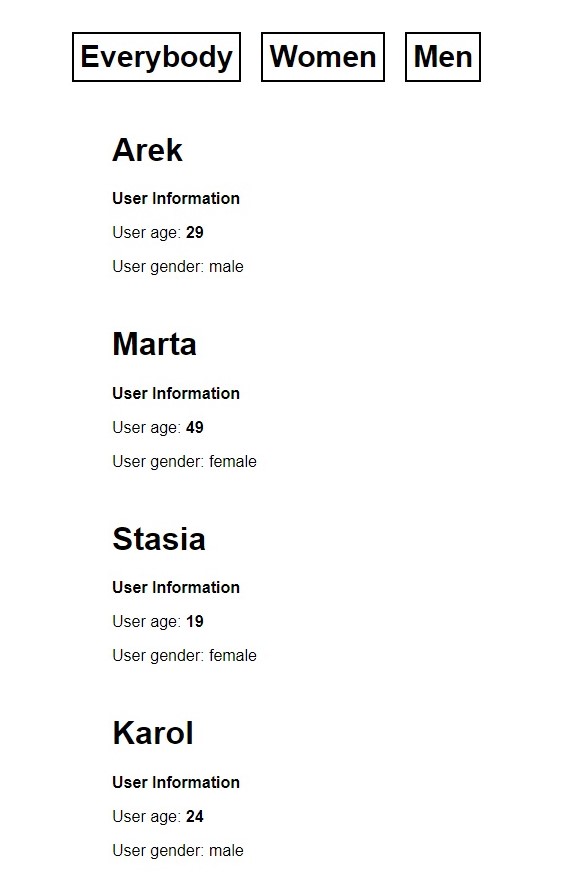 Everybody Women Men
Arek
User Information
User age: 29
User gender: male
Marta
User Information
User age: 49
User gender: female
Stasia
User Information
User age: 19
User gender: female
Karol
User Information
User age: 24
User gender: male